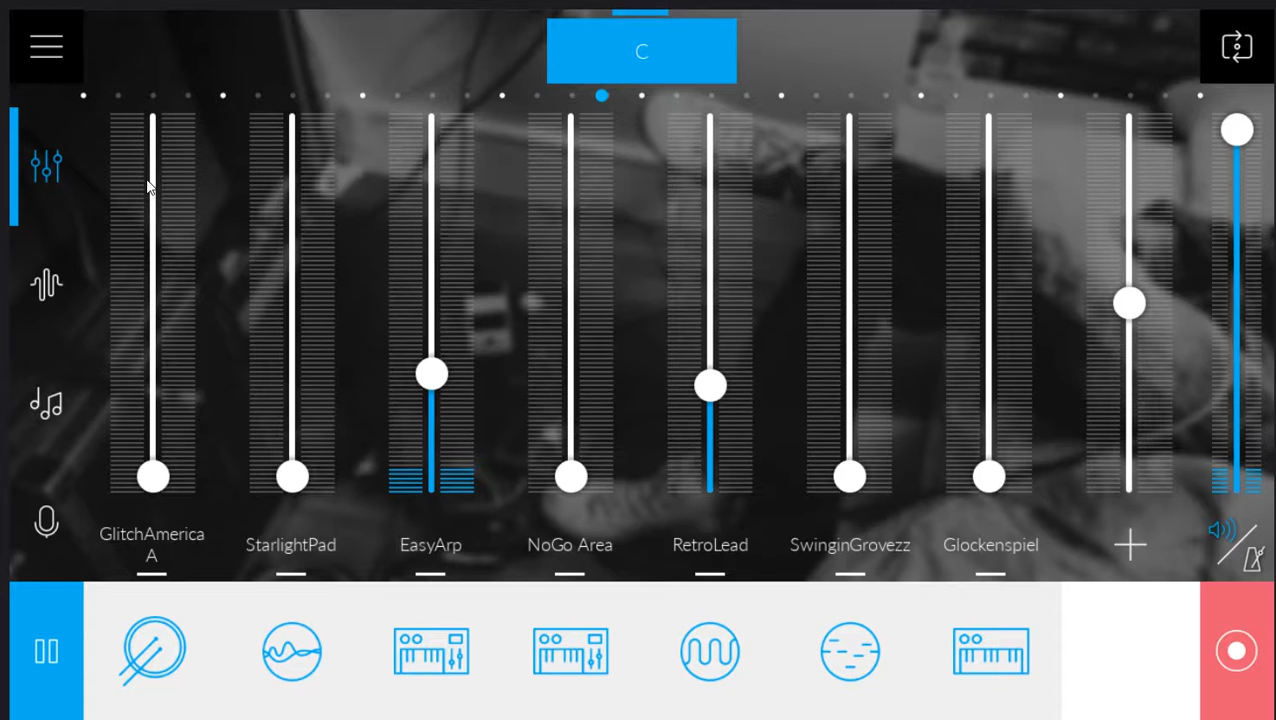 C
GlitchAmerica
A
StarlightPad
EasyArp
NoGo Area
RetroLead
SwinginGrovezz
Glockenspiel